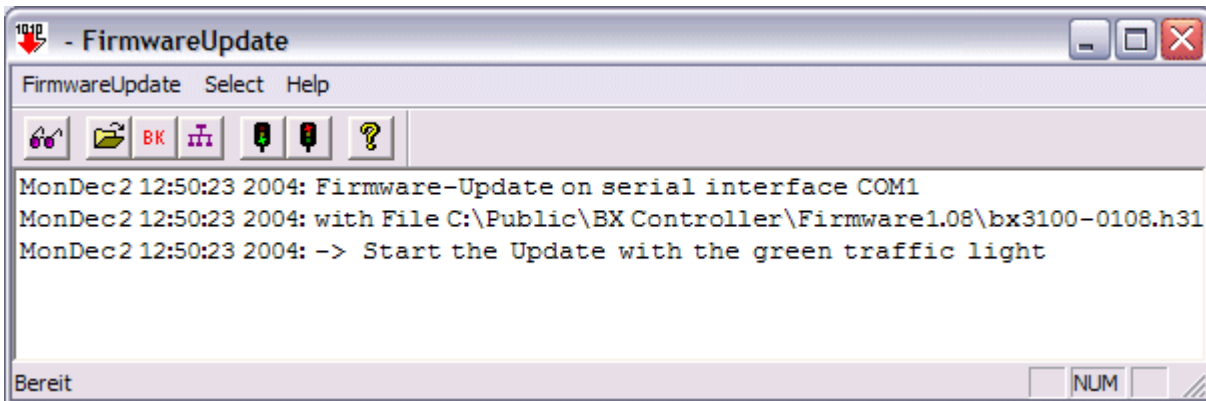 1010
- FirmwareUpdate
FirmwareUpdate Select Help
BK
MonDec2 12:50:23 2004: Firmware-Update on serial interface COM1
MonDec2 12:50:23 2004: with File C:\Public\BX Controller\Firmware1.08\bx3100-0108.h31
MonDec2 12:50:23 2004: -> Start the Update with the green traffic light
Bereit NUM